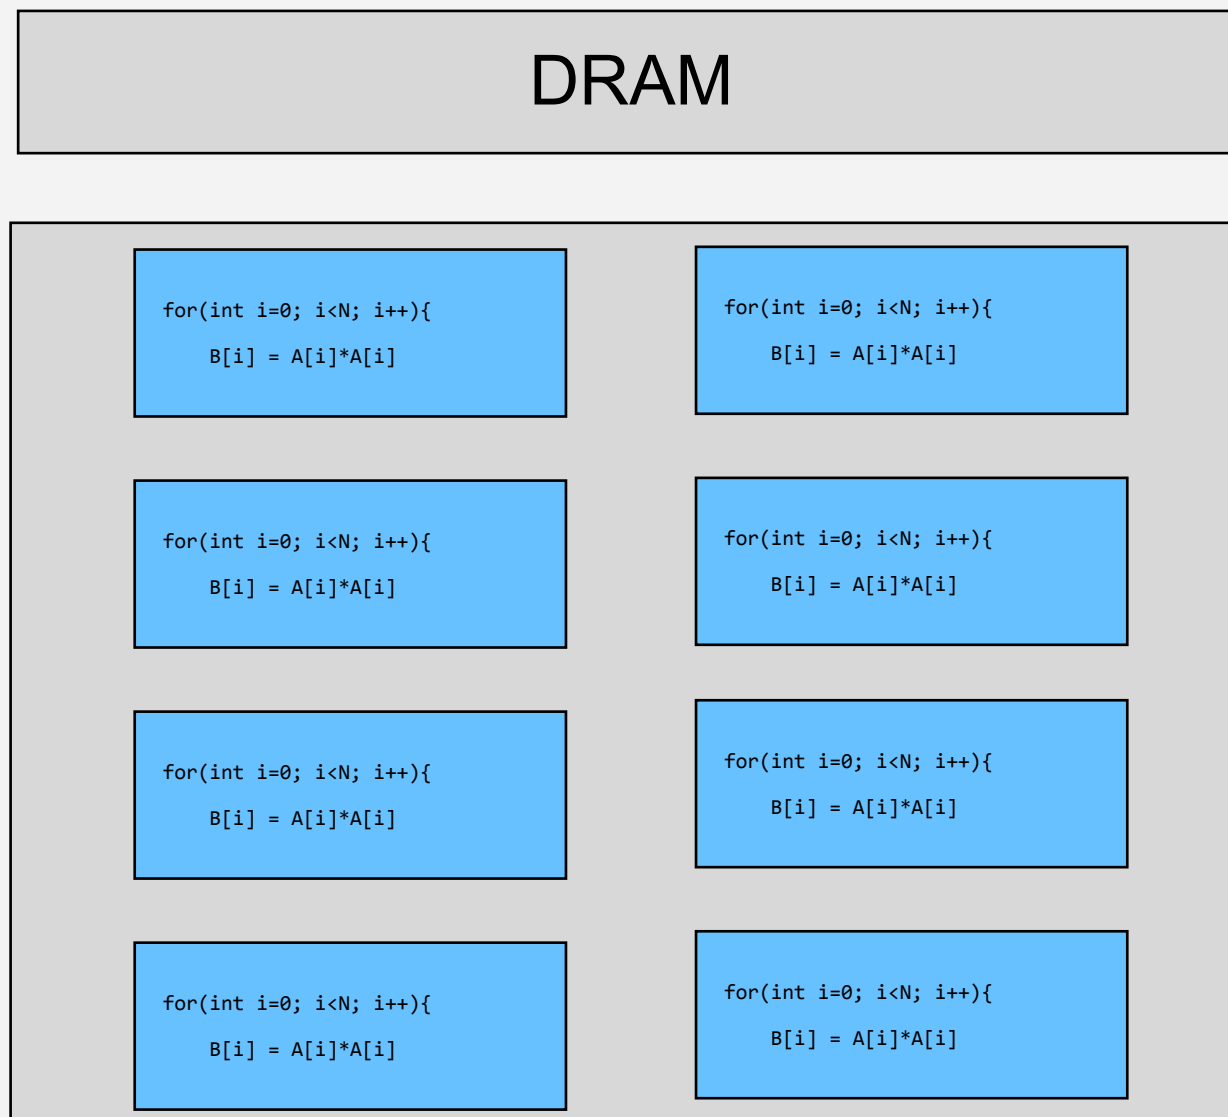 DRAM
for(int i=0; i<N; i++){
B[i] = A[i]*A[i]
for(int i=0; i<N; i++){
B[i] = A[i]*A[i]
for(int i=0; i<N; i++){
B[i] = A[i]*A[i]
for(int i=0; i<N; i++){
B[i] = A[i]*A[i]
for(int i=0; i<N; i++){
B[i] = A[i]*A[i]
for(int i=0; i<N; i++){
B[i] = A[i]*A[i]
for(int i=0; i<N; i++){
B[i] = A[i]*A[i]
for(int i=0; i<N; i++){
B[i] = A[i]*A[i]